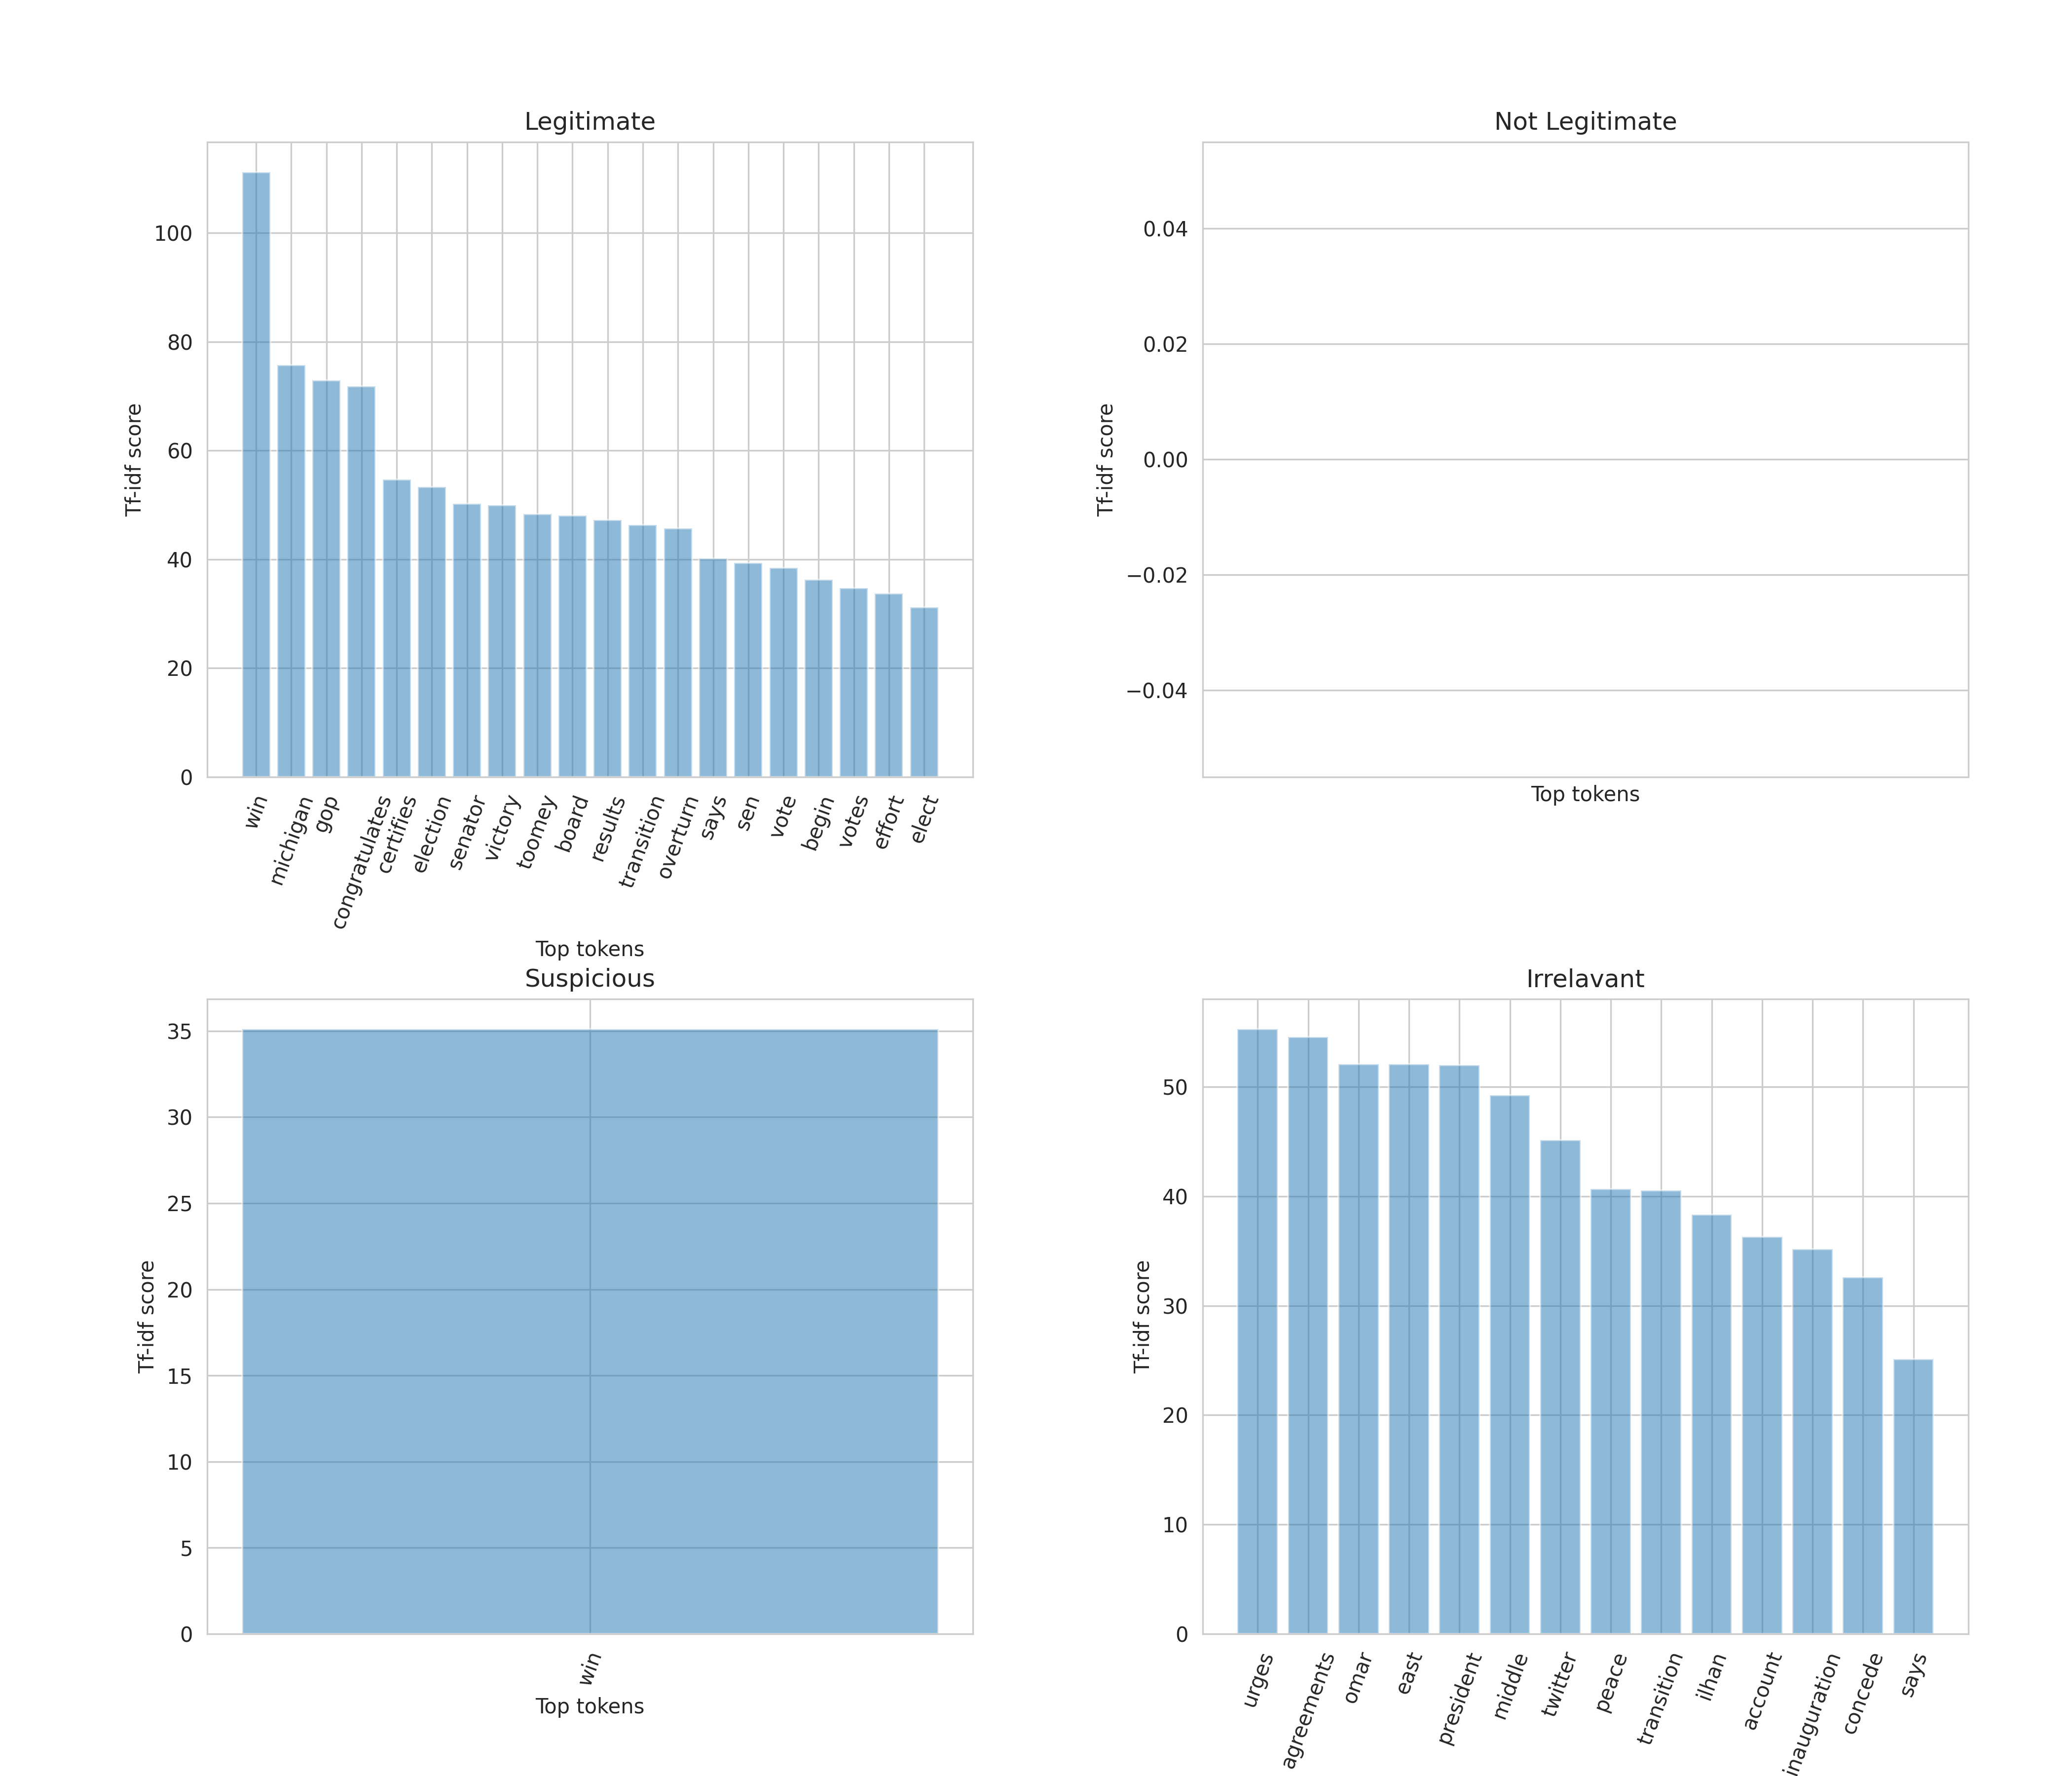 Legitimate
Tf-idf score
100
80
60
40
20
0
win
michigan
gop
congratulates
certifies
election
senator
victory
toomey
board
results
transition
overturn
says
sen
vote
begin
votes
effort
elect
Top tokens
Not Legitimate
Tf-idf score
0.04
0.02
0.00
−0.02
−0.04
Top tokens
Suspicious
Tf-idf score
35
30
25
20
15
10
5
0
win
Top tokens
Irrelavant
Tf-idf score
50
40
30
20
10
0
urges
agreements
omar
east
president
middle
twitter
peace
transition
ilhan
account
inauguration
concede
says